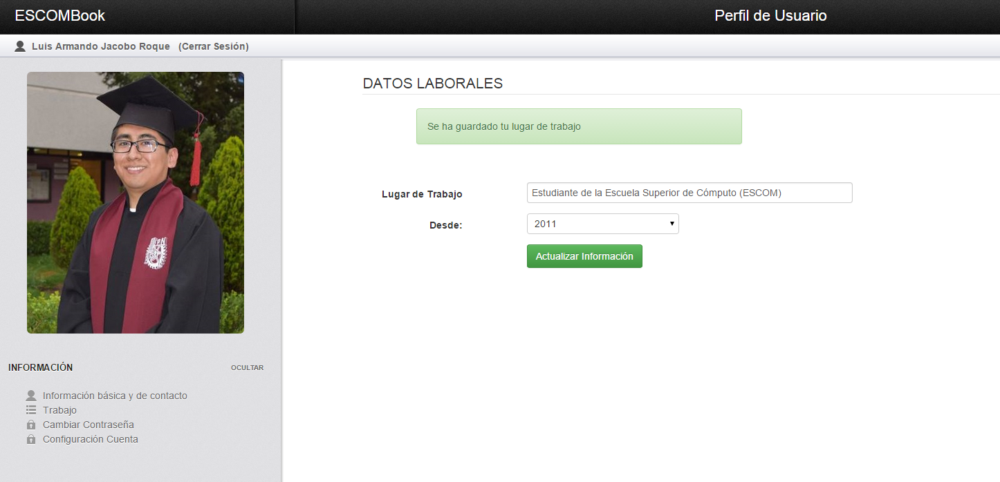 ESCOMBook
Perfil de Usuario
Luis Armando Jacobo Roque (Cerrar Sesión)
IPN
INFORMACIÓN OCULTAR
Información básica y de contacto
Trabajo
Cambiar Contraseña
Configuración Cuenta
DATOS LABORALES
Se ha guardado tu lugar de trabajo
Lugar de Trabajo Estudiante de la Escuela Superior de Cómputo (ESCOM)
Desde: 2011
Actualizar Información